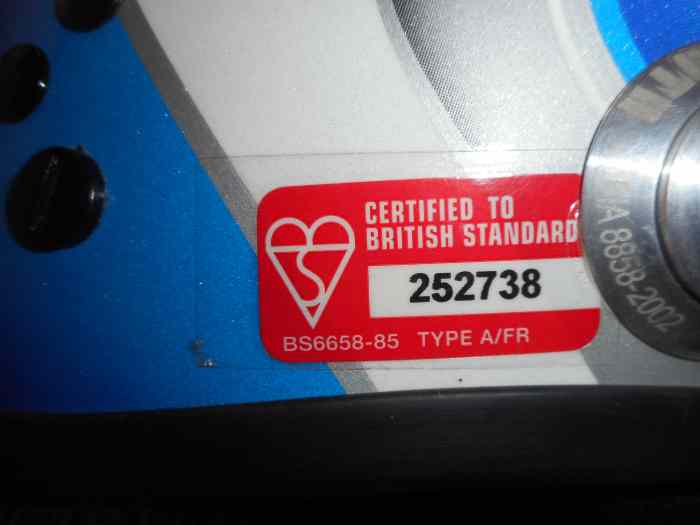 CERTIFIED TO
BRITISH STANDARD
252738
BS6658-85 TYPE A/FR
8858-2002